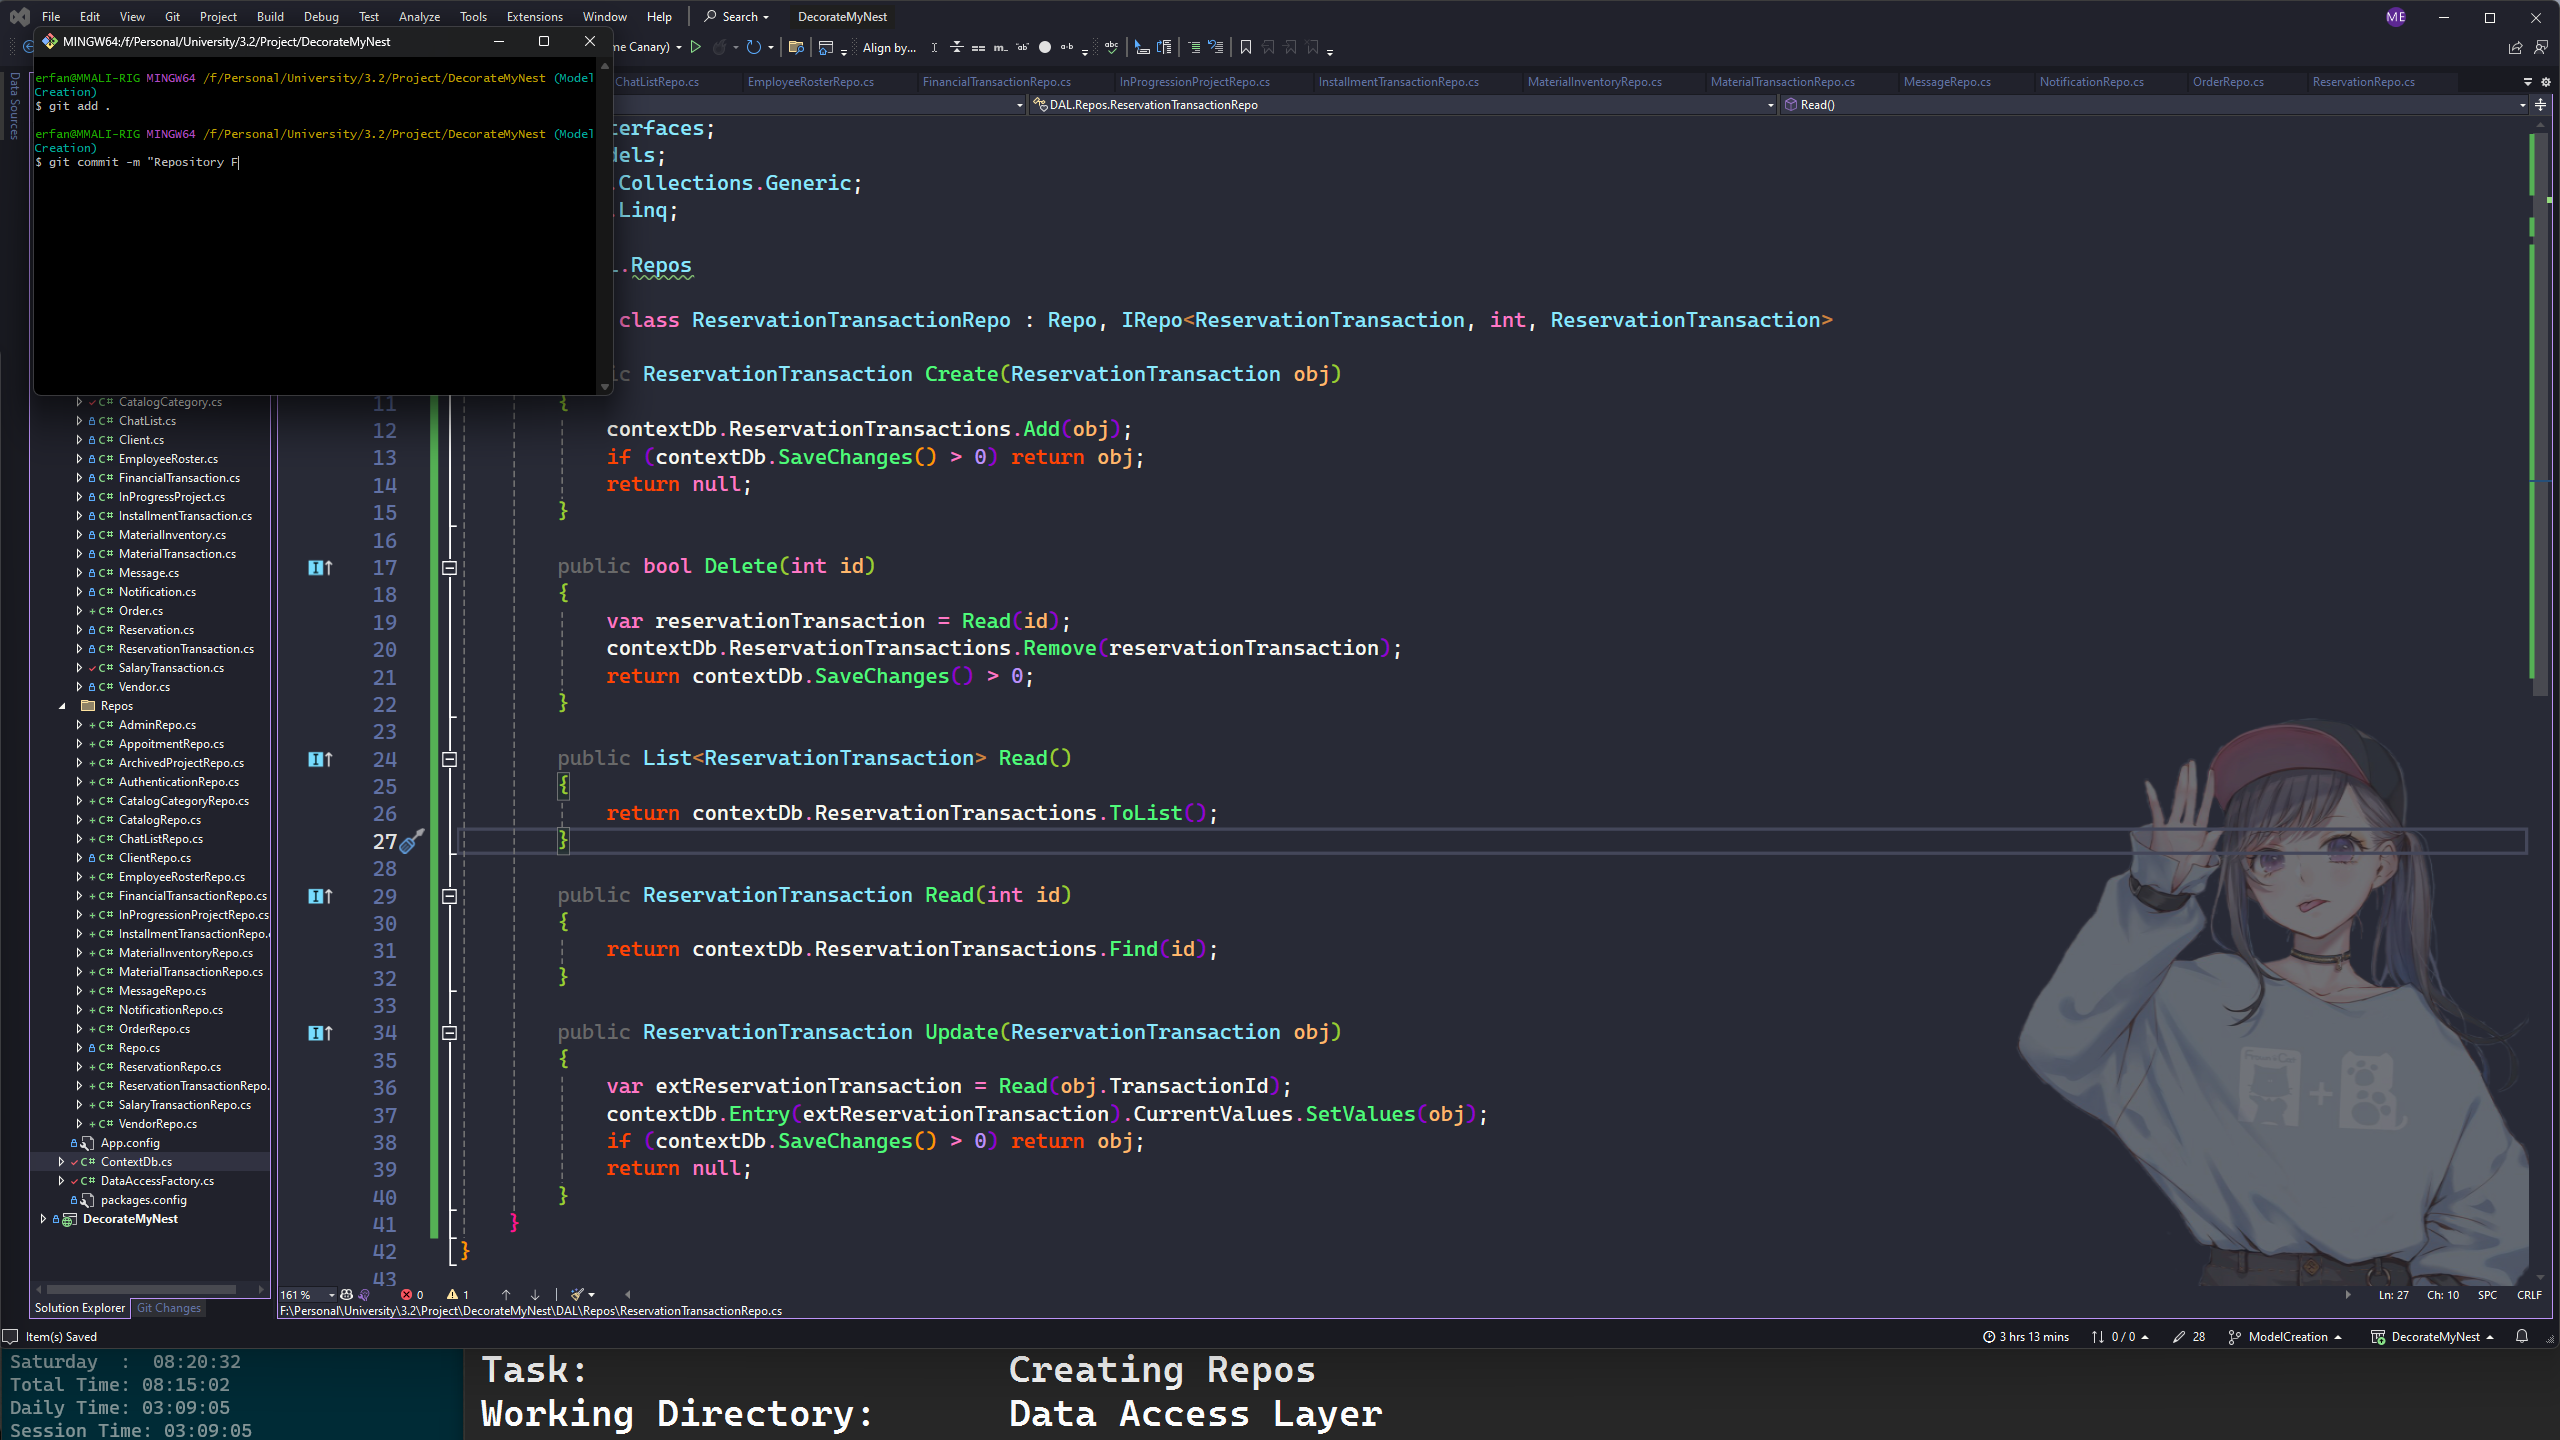 File Edit View Git Project Build Debug Test Analyze Tools Extensions Window Help Search DecorateMyNest ME
MINGW64:/f/Personal/University/3.2/Project/DecorateMyNest
me Canary) Align by...
erfan@MMALI-RIG MINGW64 /f/Personal/University/3.2/Project/DecorateMyNest (Model
Creation)
$ git add .
erfan@MMALI-RIG MINGW64 /f/Personal/University/3.2/Project/DecorateMyNest (Model
Creation)
$ git commit -m "Repository F
Data Sources
ChatListRepo.cs EmployeeRosterRepo.cs FinancialTransactionRepo.cs InProgressionProjectRepo.cs InstallmentTransactionRepo.cs MaterialInventoryRepo.cs MaterialTransactionRepo.cs MessageRepo.cs NotificationRepo.cs OrderRepo.cs ReservationRepo.cs
DAL.Repos.ReservationTransactionRepo Read()
terfaces;
dels;
.Collections.Generic;
.Linq;
.Repos
class ReservationTransactionRepo : Repo, IRepo<ReservationTransaction, int, ReservationTransaction>
ic ReservationTransaction Create(ReservationTransaction obj)
11 {
12 contextDb.ReservationTransactions.Add(obj);
13 if (contextDb.SaveChanges() > 0) return obj;
14 return null;
15 }
16
17 public bool Delete(int id)
18 {
19 var reservationTransaction = Read(id);
20 contextDb.ReservationTransactions.Remove(reservationTransaction);
21 return contextDb.SaveChanges() > 0;
22 }
23
24 public List<ReservationTransaction> Read()
25 {
26 return contextDb.ReservationTransactions.ToList();
27 }
28
29 public ReservationTransaction Read(int id)
30 {
31 return contextDb.ReservationTransactions.Find(id);
32 }
33
34 public ReservationTransaction Update(ReservationTransaction obj)
35 {
36 var extReservationTransaction = Read(obj.TransactionId);
37 contextDb.Entry(extReservationTransaction).CurrentValues.SetValues(obj);
38 if (contextDb.SaveChanges() > 0) return obj;
39 return null;
40 }
41 }
42 }
43
C# CatalogCategory.cs
C# ChatList.cs
C# Client.cs
C# EmployeeRoster.cs
C# FinancialTransaction.cs
C# InProgressProject.cs
C# InstallmentTransaction.cs
C# MaterialInventory.cs
C# MaterialTransaction.cs
C# Message.cs
C# Notification.cs
+ C# Order.cs
C# Reservation.cs
C# ReservationTransaction.cs
C# SalaryTransaction.cs
C# Vendor.cs
Repos
+ C# AdminRepo.cs
+ C# AppoitmentRepo.cs
+ C# ArchivedProjectRepo.cs
+ C# AuthenticationRepo.cs
+ C# CatalogCategoryRepo.cs
+ C# CatalogRepo.cs
+ C# ChatListRepo.cs
C# ClientRepo.cs
+ C# EmployeeRosterRepo.cs
+ C# FinancialTransactionRepo.cs
+ C# InProgressionProjectRepo.cs
+ C# InstallmentTransactionRepo.
+ C# MaterialInventoryRepo.cs
+ C# MaterialTransactionRepo.cs
+ C# MessageRepo.cs
+ C# NotificationRepo.cs
+ C# OrderRepo.cs
C# Repo.cs
+ C# ReservationRepo.cs
+ C# ReservationTransactionRepo.
+ C# SalaryTransactionRepo.cs
+ C# VendorRepo.cs
App.config
C# ContextDb.cs
C# DataAccessFactory.cs
packages.config
DecorateMyNest
Solution Explorer Git Changes
161 % 0 1 Ln: 27 Ch: 10 SPC CRLF
F:\Personal\University\3.2\Project\DecorateMyNest\DAL\Repos\ReservationTransactionRepo.cs
Item(s) Saved 3 hrs 13 mins 0 / 0 28 ModelCreation DecorateMyNest
Saturday : 08:20:32
Total Time: 08:15:02
Daily Time: 03:09:05
Session Time: 03:09:05
Task: Creating Repos
Working Directory: Data Access Layer